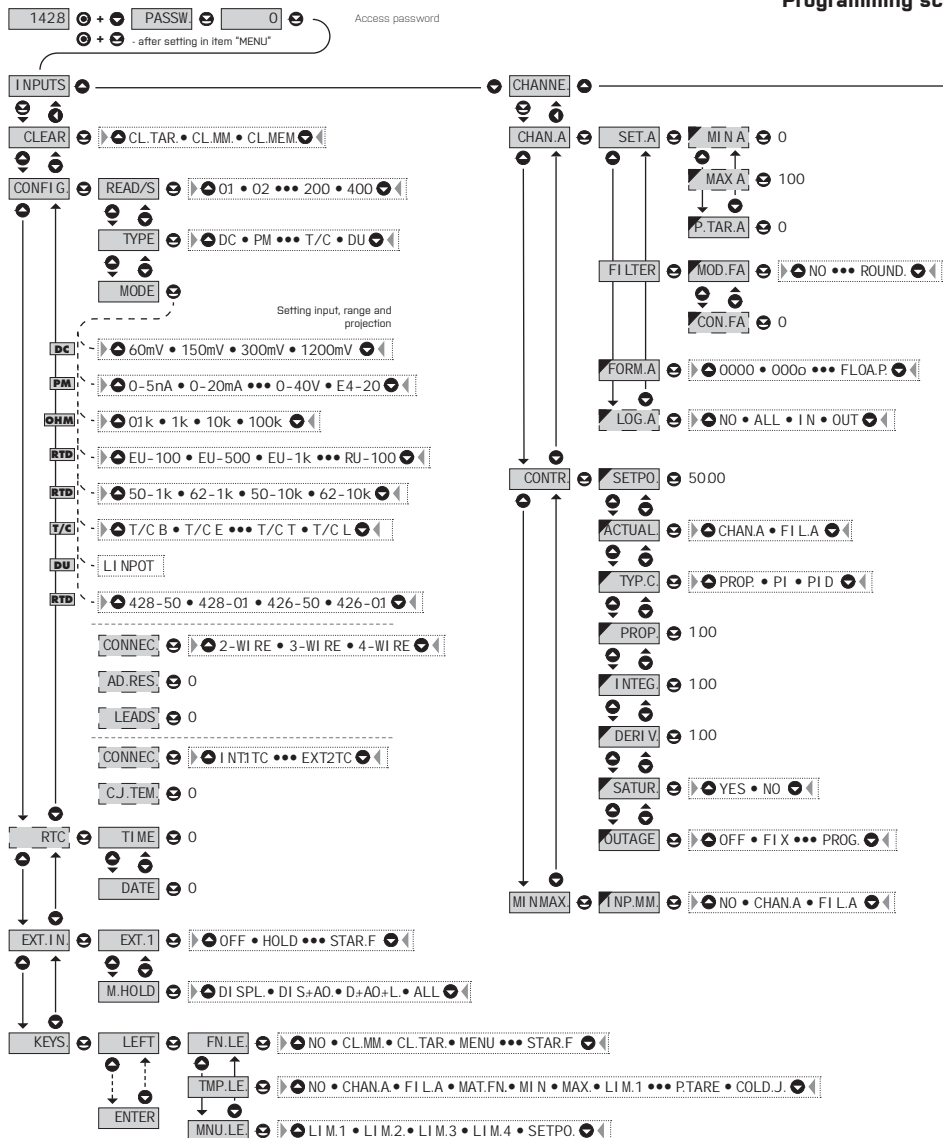 Programming sc
1428 + PASSW. 0 Access password
+ - after setting in item "MENU"
INPUTS
CLEAR CL.TAR. • CL.MM. • CL.MEM.
CONFIG. READ/S 01 • 02 ••• 200 • 400
TYPE DC • PM ••• T/C • DU
MODE
Setting input, range and
projection
DC 60mV • 150mV • 300mV • 1200mV
PM 0-5nA • 0-20mA ••• 0-40V • E4-20
OHM 01k • 1k • 10k • 100k
RTD EU-100 • EU-500 • EU-1k ••• RU-100
RTD 50-1k • 62-1k • 50-10k • 62-10k
T/C T/C B • T/C E ••• T/C T • T/C L
DU LINPOT
RTD 428-50 • 428-01 • 426-50 • 426-01
CONNEC. 2-WIRE • 3-WIRE • 4-WIRE
AD.RES. 0
LEADS 0
CONNEC. INT1TC ••• EXT2TC
C.J.TEM. 0
RTC TIME 0
DATE 0
EXT.IN. EXT.1 OFF • HOLD ••• STAR.F
M.HOLD DISPL. • DIS+AO. • D+AO+L. • ALL
KEYS. LEFT FN.LE. NO • CL.MM. • CL.TAR. • MENU ••• STAR.F
TMP.LE. NO • CHAN.A. • FIL.A • MAT.FN. • MIN • MAX. • LIM.1 ••• P.TARE • COLD.J.
ENTER
MNU.LE. LIM.1 • LIM.2. • LIM.3 • LIM.4 • SETPO.
CHANNE.
CHAN.A SET.A MIN A 0
MAX A 100
P.TAR.A 0
FILTER MOD.FA NO ••• ROUND.
CON.FA 0
FORM.A 0000 • 000o ••• FLOA.P.
LOG.A NO • ALL • IN • OUT
CONTR. SETPO. 50.00
ACTUAL. CHAN.A • FIL.A
TYP.C. PROP. • PI • PID
PROP. 1.00
INTEG. 1.00
DERIV. 1.00
SATUR. YES • NO
OUTAGE OFF • FIX ••• PROG.
MINMAX. INP.MM. NO • CHAN.A • FIL.A